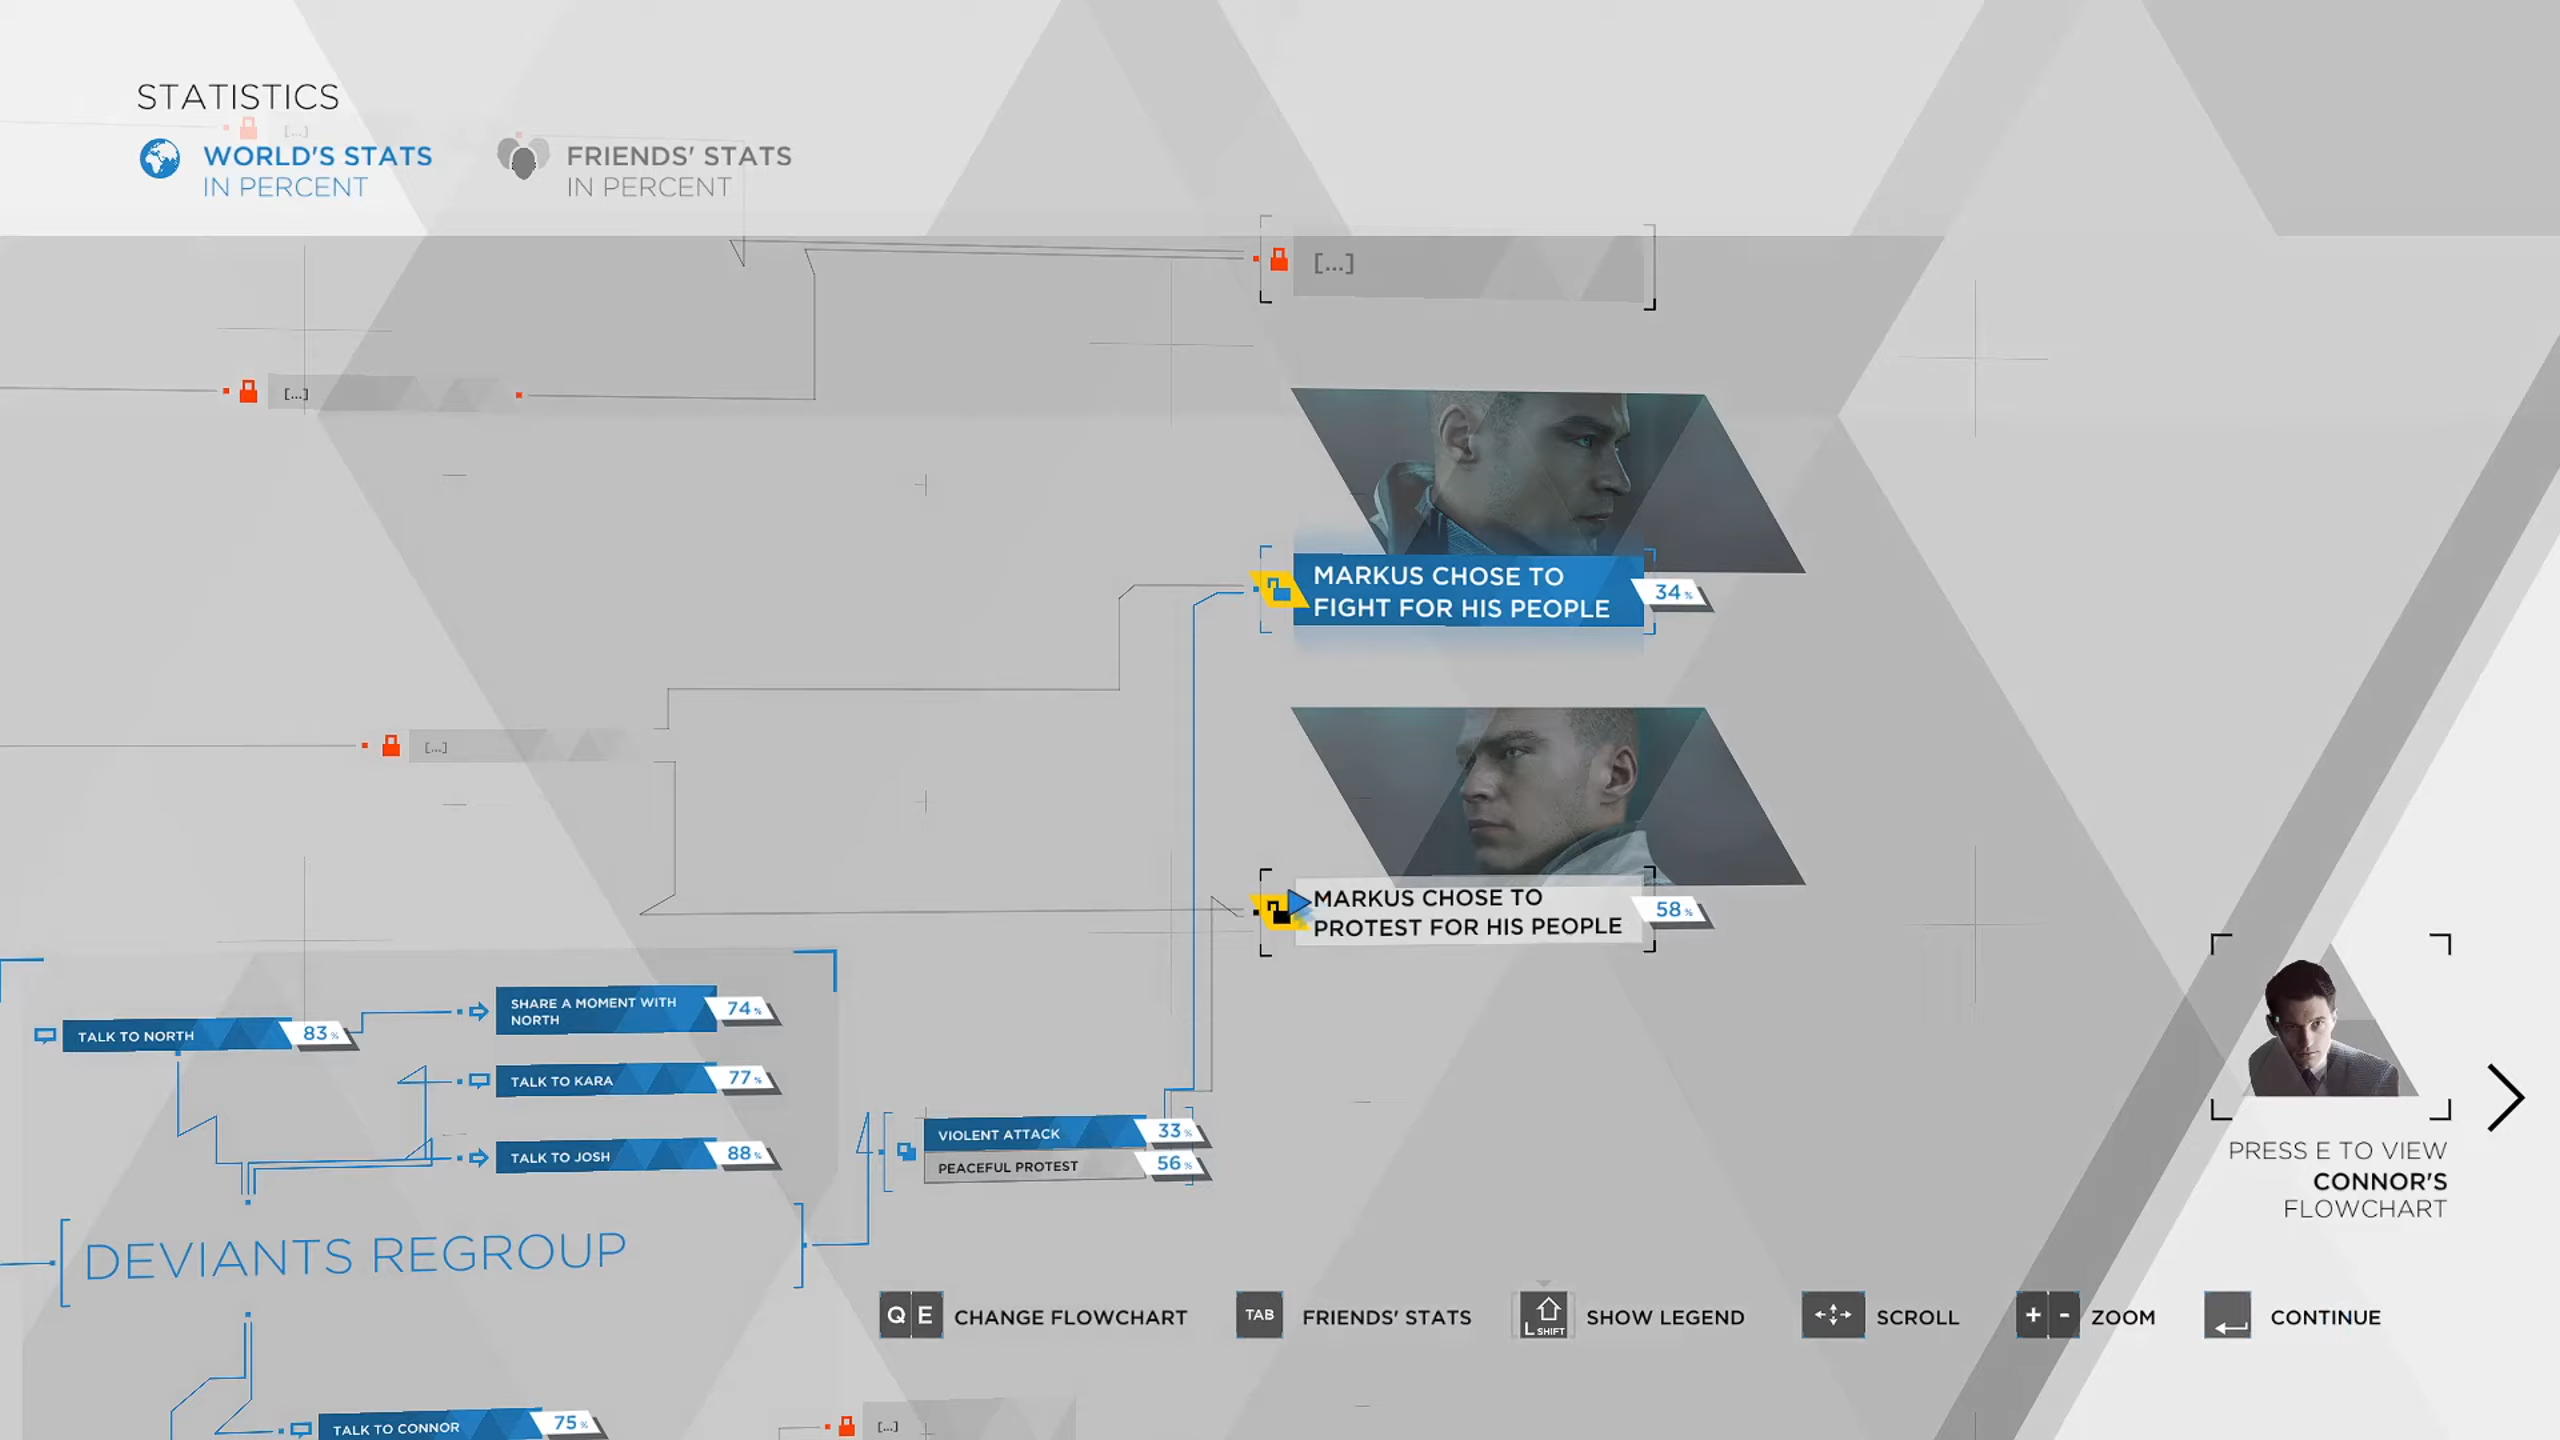 STATISTICS
[...]
WORLD'S STATS
IN PERCENT
FRIENDS' STATS
IN PERCENT
[...]
[...]
MARKUS CHOSE TO
FIGHT FOR HIS PEOPLE
34%
[...]
MARKUS CHOSE TO
PROTEST FOR HIS PEOPLE
58%
TALK TO NORTH
83%
SHARE A MOMENT WITH
NORTH
74%
TALK TO KARA
77%
TALK TO JOSH
88%
VIOLENT ATTACK
33%
PEACEFUL PROTEST
56%
DEVIANTS REGROUP
TALK TO CONNOR
75%
[...]
PRESS E TO VIEW
CONNOR'S
FLOWCHART
Q E CHANGE FLOWCHART
TAB FRIENDS' STATS
L SHIFT SHOW LEGEND
SCROLL
+ - ZOOM
CONTINUE